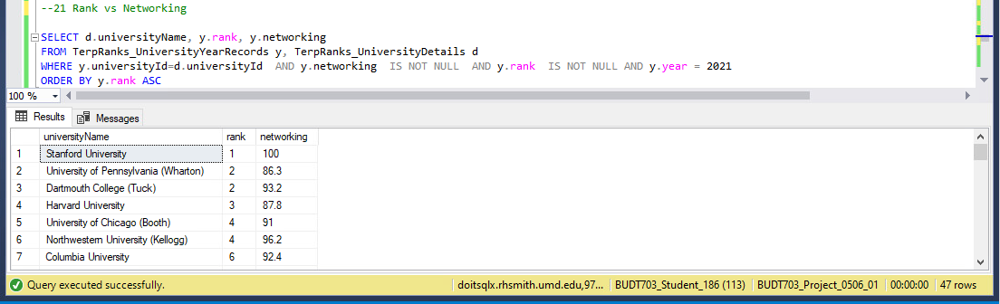 --21 Rank vs Networking
SELECT d.universityName, y.rank, y.networking
FROM TerpRanks_UniversityYearRecords y, TerpRanks_UniversityDetails d
WHERE y.universityId=d.universityId  AND y.networking  IS NOT NULL  AND y.rank  IS NOT NULL AND y.year = 2021
ORDER BY y.rank ASC
100 %
Results Messages
universityName rank networking
1 Stanford University 1 100
2 University of Pennsylvania (Wharton) 2 86.3
3 Dartmouth College (Tuck) 2 93.2
4 Harvard University 3 87.8
5 University of Chicago (Booth) 4 91
6 Northwestern University (Kellogg) 4 96.2
7 Columbia University 6 92.4
Query executed successfully. doitsqlx.rhsmith.umd.edu,97... BUDT703_Student_186 (113) BUDT703_Project_0506_01 00:00:00 47 rows